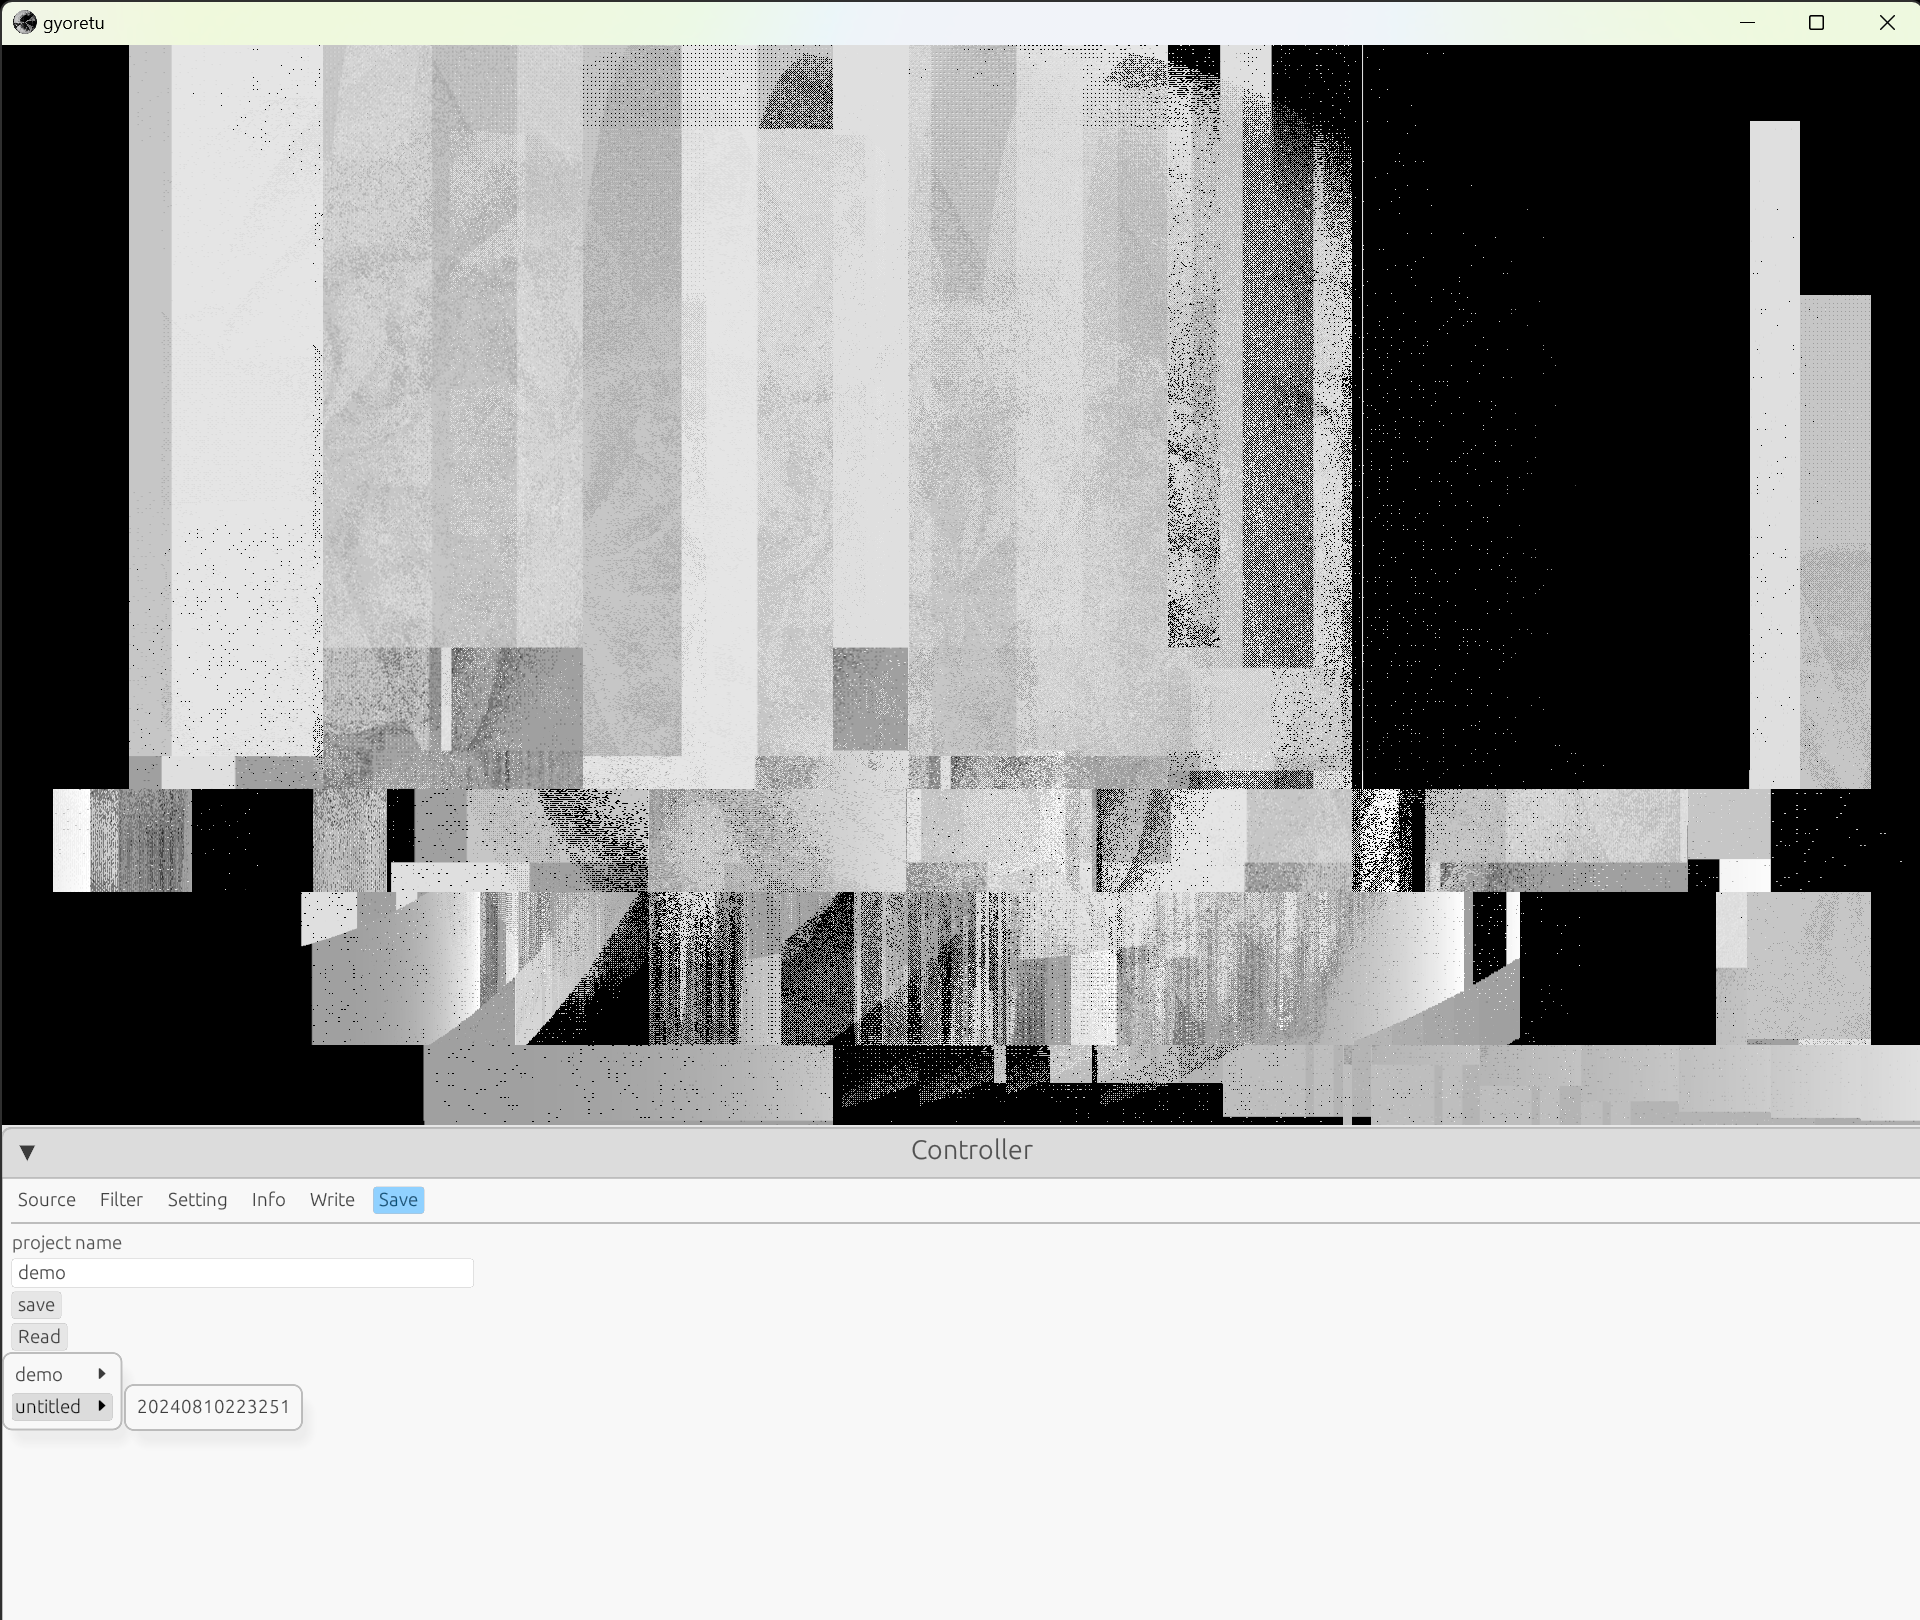 gyoretu
Controller
Source Filter Setting Info Write Save
project name
demo
save
Read
demo
untitled
20240810223251